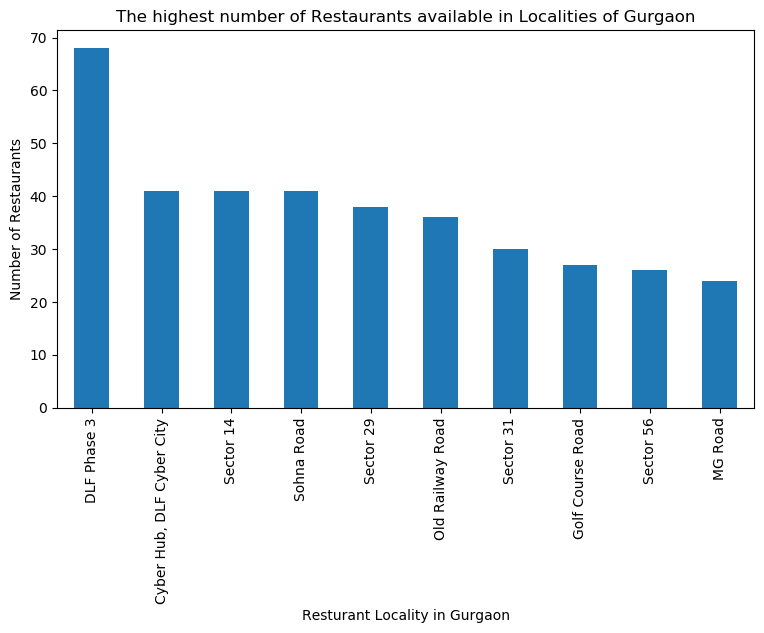 The highest number of Restaurants available in Localities of Gurgaon
Number of Restaurants
70
60
50
40
30
20
10
0
DLF Phase 3
Cyber Hub, DLF Cyber City
Sector 14
Sohna Road
Sector 29
Old Railway Road
Sector 31
Golf Course Road
Sector 56
MG Road
Resturant Locality in Gurgaon